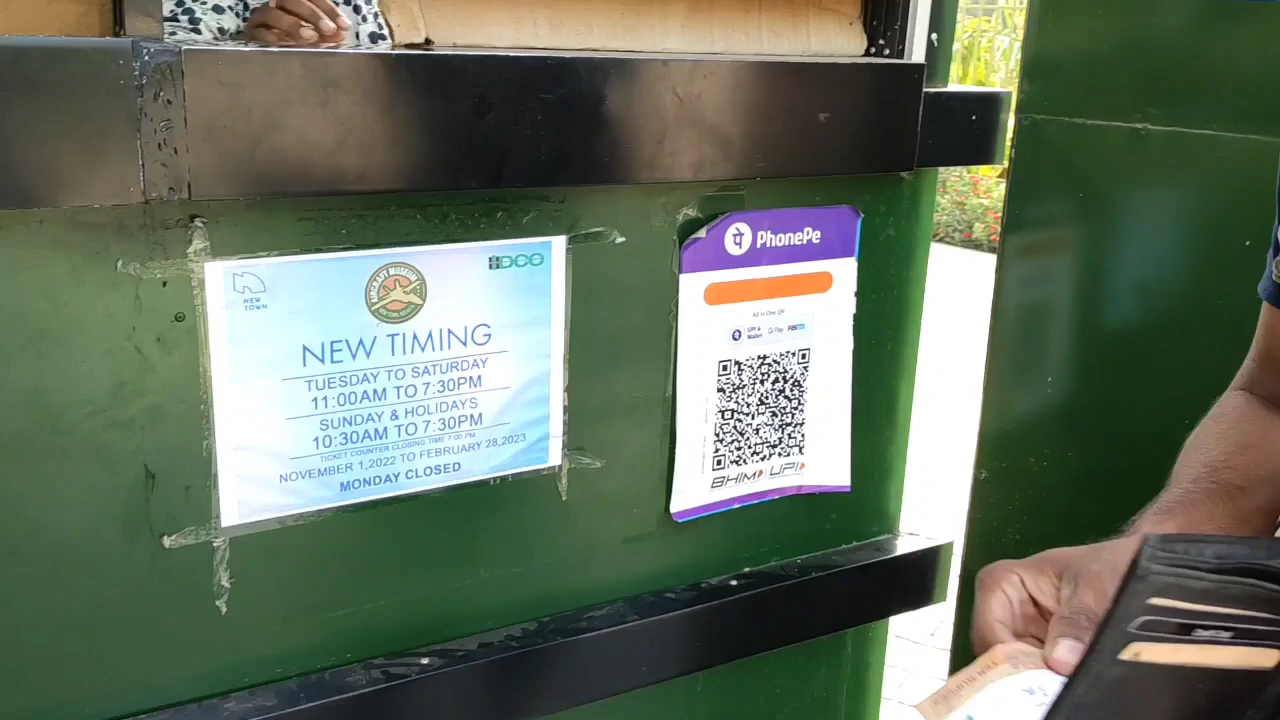 NEW
TOWN
AIRCRAFT MUSEUM
HIDCO
NEW TIMING
TUESDAY TO SATURDAY
11:00AM TO 7:30PM
SUNDAY & HOLIDAYS
10:30AM TO 7:30PM
TICKET COUNTER CLOSING TIME 7:00 PM
NOVEMBER 1,2022 TO FEBRUARY 28,2023
MONDAY CLOSED
पे PhonePe
All in One QR
पे UPI & Wallet G Pay Paytm
BHIM UPI